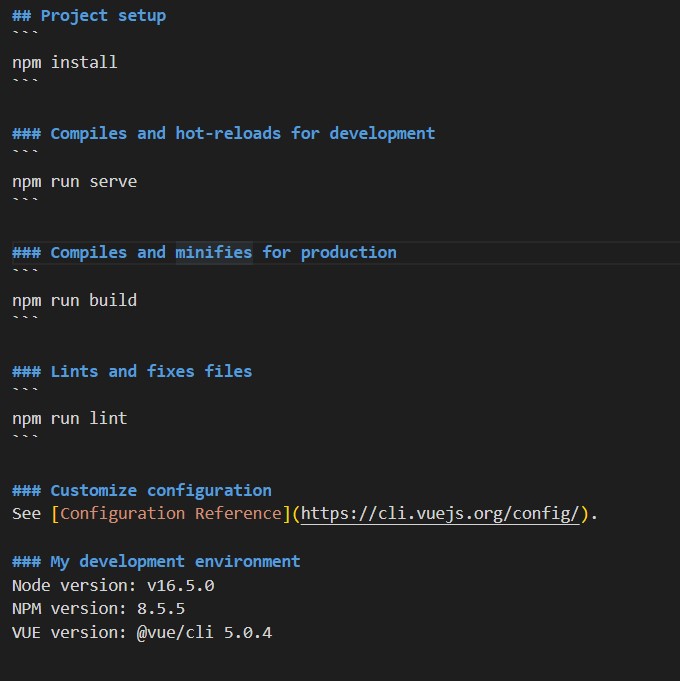 ## Project setup
```
npm install
```
### Compiles and hot-reloads for development
```
npm run serve
```
### Compiles and minifies for production
```
npm run build
```
### Lints and fixes files
```
npm run lint
```
### Customize configuration
See [Configuration Reference](https://cli.vuejs.org/config/).
### My development environment
Node version: v16.5.0
NPM version: 8.5.5
VUE version: @vue/cli 5.0.4